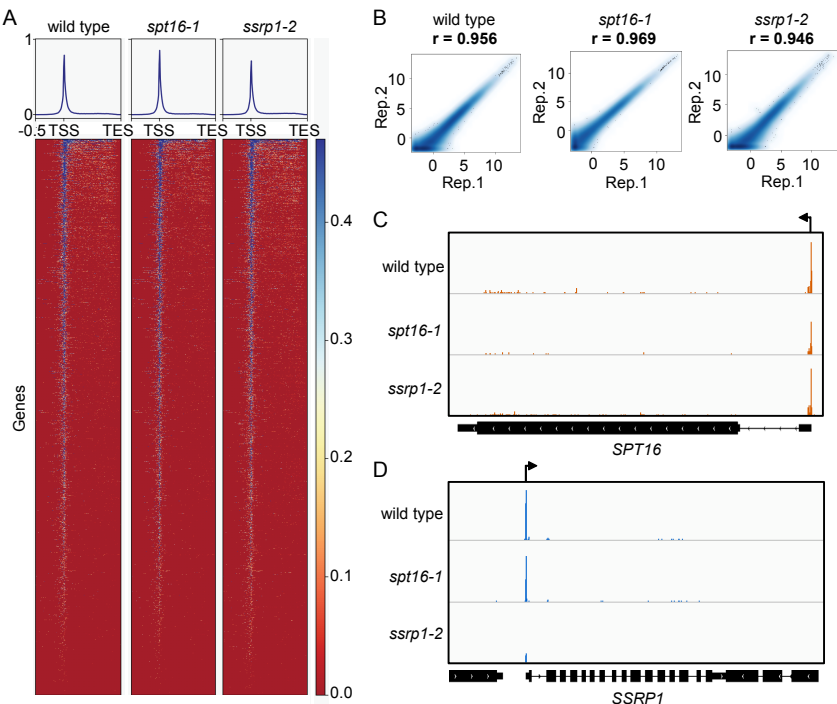 A
wild type
spt16-1
ssrp1-2
1
0
-0.5 TSS
TES
TSS
TES
TSS
TES
Genes
0.4
0.3
0.2
0.1
0.0
B
wild type
r = 0.956
spt16-1
r = 0.969
ssrp1-2
r = 0.946
Rep.2
10
5
0
0
5
10
Rep.1
Rep.2
10
5
0
0
5
10
Rep.1
Rep.2
10
5
0
0
5
10
Rep.1
C
wild type
spt16-1
ssrp1-2
SPT16
D
wild type
spt16-1
ssrp1-2
SSRP1